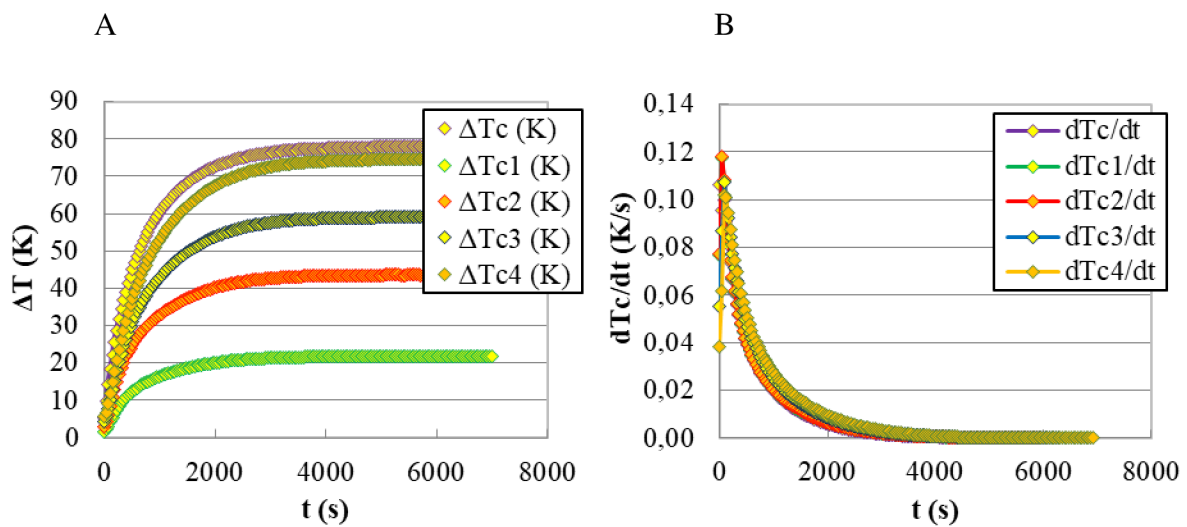 A
B
90
80
70
60
50
40
30
20
10
0
ΔT (K)
0
2000
4000
6000
8000
t (s)
ΔTc (K)
ΔTc1 (K)
ΔTc2 (K)
ΔTc3 (K)
ΔTc4 (K)
0,14
0,12
0,10
0,08
0,06
0,04
0,02
0,00
dTc/dt (K/s)
0
2000
4000
6000
8000
t (s)
dTc/dt
dTc1/dt
dTc2/dt
dTc3/dt
dTc4/dt